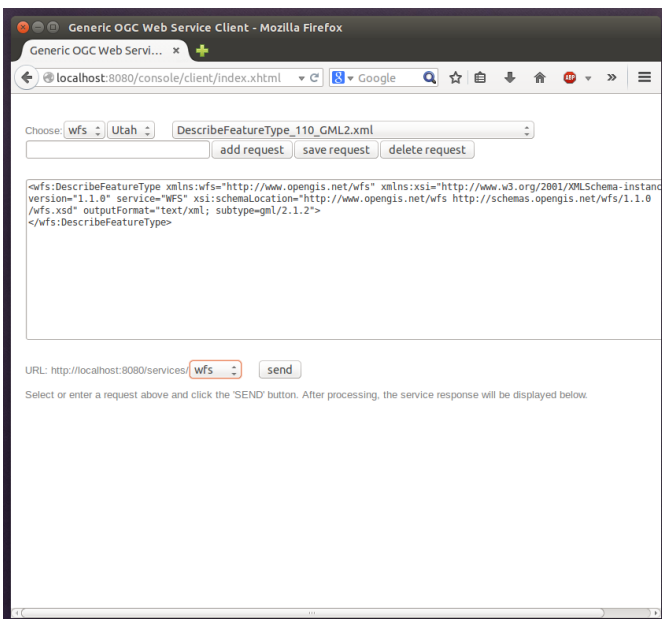 Generic OGC Web Service Client - Mozilla Firefox
Generic OGC Web Servi...
localhost:8080/console/client/index.xhtml 8 Google ABP »
Choose: wfs Utah DescribeFeatureType_110_GML2.xml
add request save request delete request
<wfs:DescribeFeatureType xmlns:wfs="http://www.opengis.net/wfs" xmlns:xsi="http://www.w3.org/2001/XMLSchema-instanc
version="1.1.0" service="WFS" xsi:schemaLocation="http://www.opengis.net/wfs http://schemas.opengis.net/wfs/1.1.0
/wfs.xsd" outputFormat="text/xml; subtype=gml/2.1.2">
</wfs:DescribeFeatureType>
URL: http://localhost:8080/services/ wfs send
Select or enter a request above and click the 'SEND' button. After processing, the service response will be displayed below.